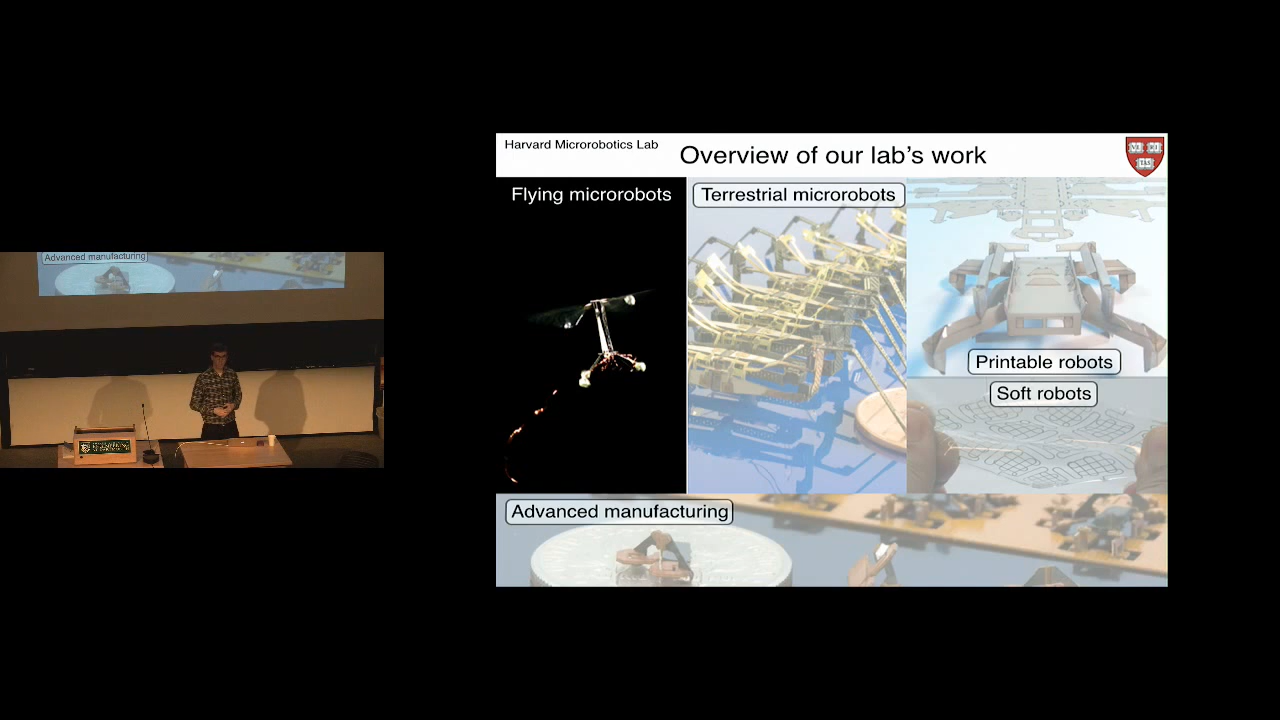 Harvard Microrobotics Lab
Overview of our lab's work
Flying microrobots
Terrestrial microrobots
Printable robots
Soft robots
Advanced manufacturing
Advanced manufacturing